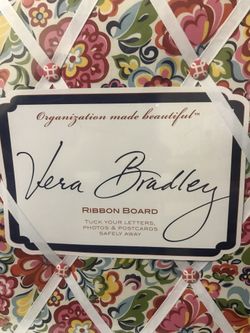 Organization made beautiful™
Vera Bradley
RIBBON BOARD
TUCK YOUR LETTERS,
PHOTOS & POSTCARDS
SAFELY AWAY